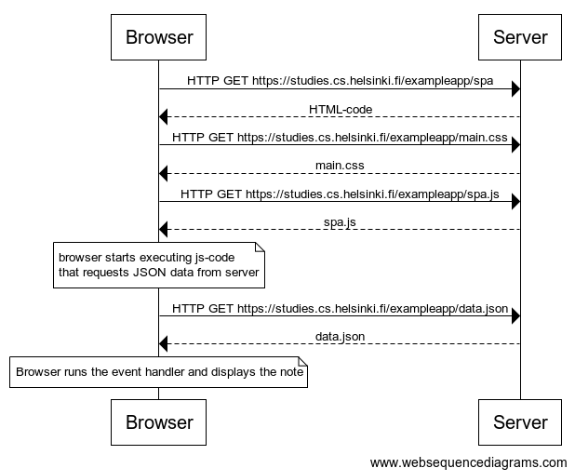 Browser
Server
HTTP GET https://studies.cs.helsinki.fi/exampleapp/spa
HTML-code
HTTP GET https://studies.cs.helsinki.fi/exampleapp/main.css
main.css
HTTP GET https://studies.cs.helsinki.fi/exampleapp/spa.js
spa.js
browser starts executing js-code
that requests JSON data from server
HTTP GET https://studies.cs.helsinki.fi/exampleapp/data.json
data.json
Browser runs the event handler and displays the note
Browser
Server
www.websequencediagrams.com